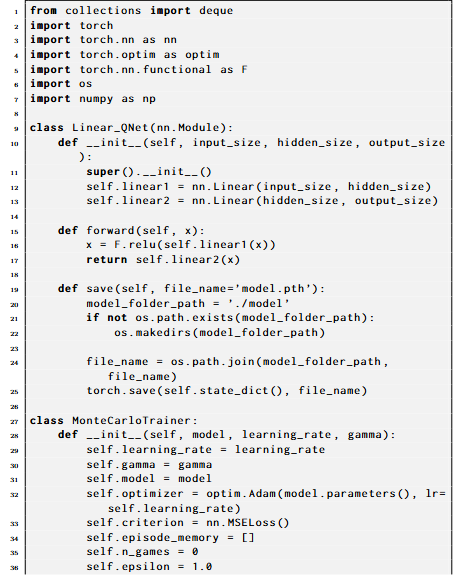 1 from collections import deque
2 import torch
3 import torch.nn as nn
4 import torch.optim as optim
5 import torch.nn.functional as F
6 import os
7 import numpy as np
8
9 class Linear_QNet(nn.Module):
10     def __init__(self, input_size, hidden_size, output_size
       ):
11         super().__init__()
12         self.linear1 = nn.Linear(input_size, hidden_size)
13         self.linear2 = nn.Linear(hidden_size, output_size)
14
15     def forward(self, x):
16         x = F.relu(self.linear1(x))
17         return self.linear2(x)
18
19     def save(self, file_name='model.pth'):
20         model_folder_path = './model'
21         if not os.path.exists(model_folder_path):
22             os.makedirs(model_folder_path)
23
24         file_name = os.path.join(model_folder_path,
           file_name)
25         torch.save(self.state_dict(), file_name)
26
27 class MonteCarloTrainer:
28     def __init__(self, model, learning_rate, gamma):
29         self.learning_rate = learning_rate
30         self.gamma = gamma
31         self.model = model
32         self.optimizer = optim.Adam(model.parameters(), lr=
           self.learning_rate)
33         self.criterion = nn.MSELoss()
34         self.episode_memory = []
35         self.n_games = 0
36         self.epsilon = 1.0